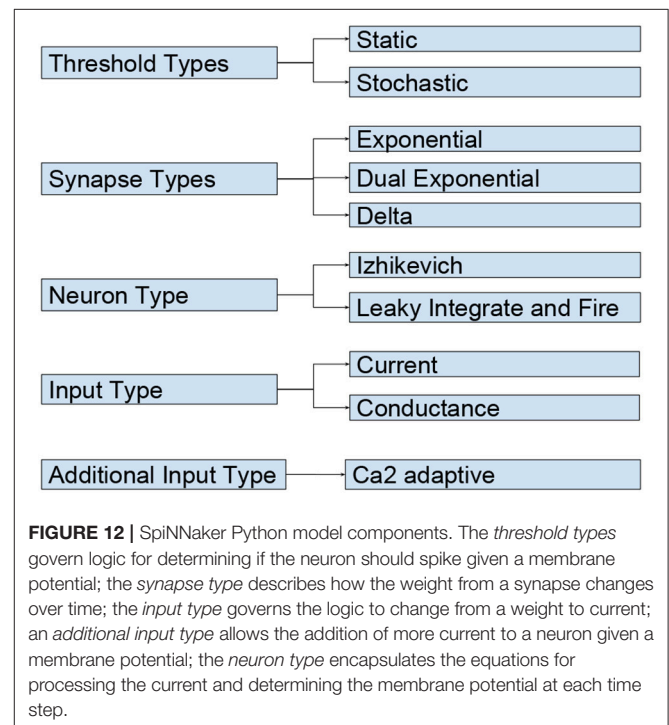 Threshold Types
Static
Stochastic
Synapse Types
Exponential
Dual Exponential
Delta
Neuron Type
Izhikevich
Leaky Integrate and Fire
Input Type
Current
Conductance
Additional Input Type
Ca2 adaptive
FIGURE 12 | SpiNNaker Python model components. The threshold types
govern logic for determining if the neuron should spike given a membrane
potential; the synapse type describes how the weight from a synapse changes
over time; the input type governs the logic to change from a weight to current;
an additional input type allows the addition of more current to a neuron given a
membrane potential; the neuron type encapsulates the equations for
processing the current and determining the membrane potential at each time
step.